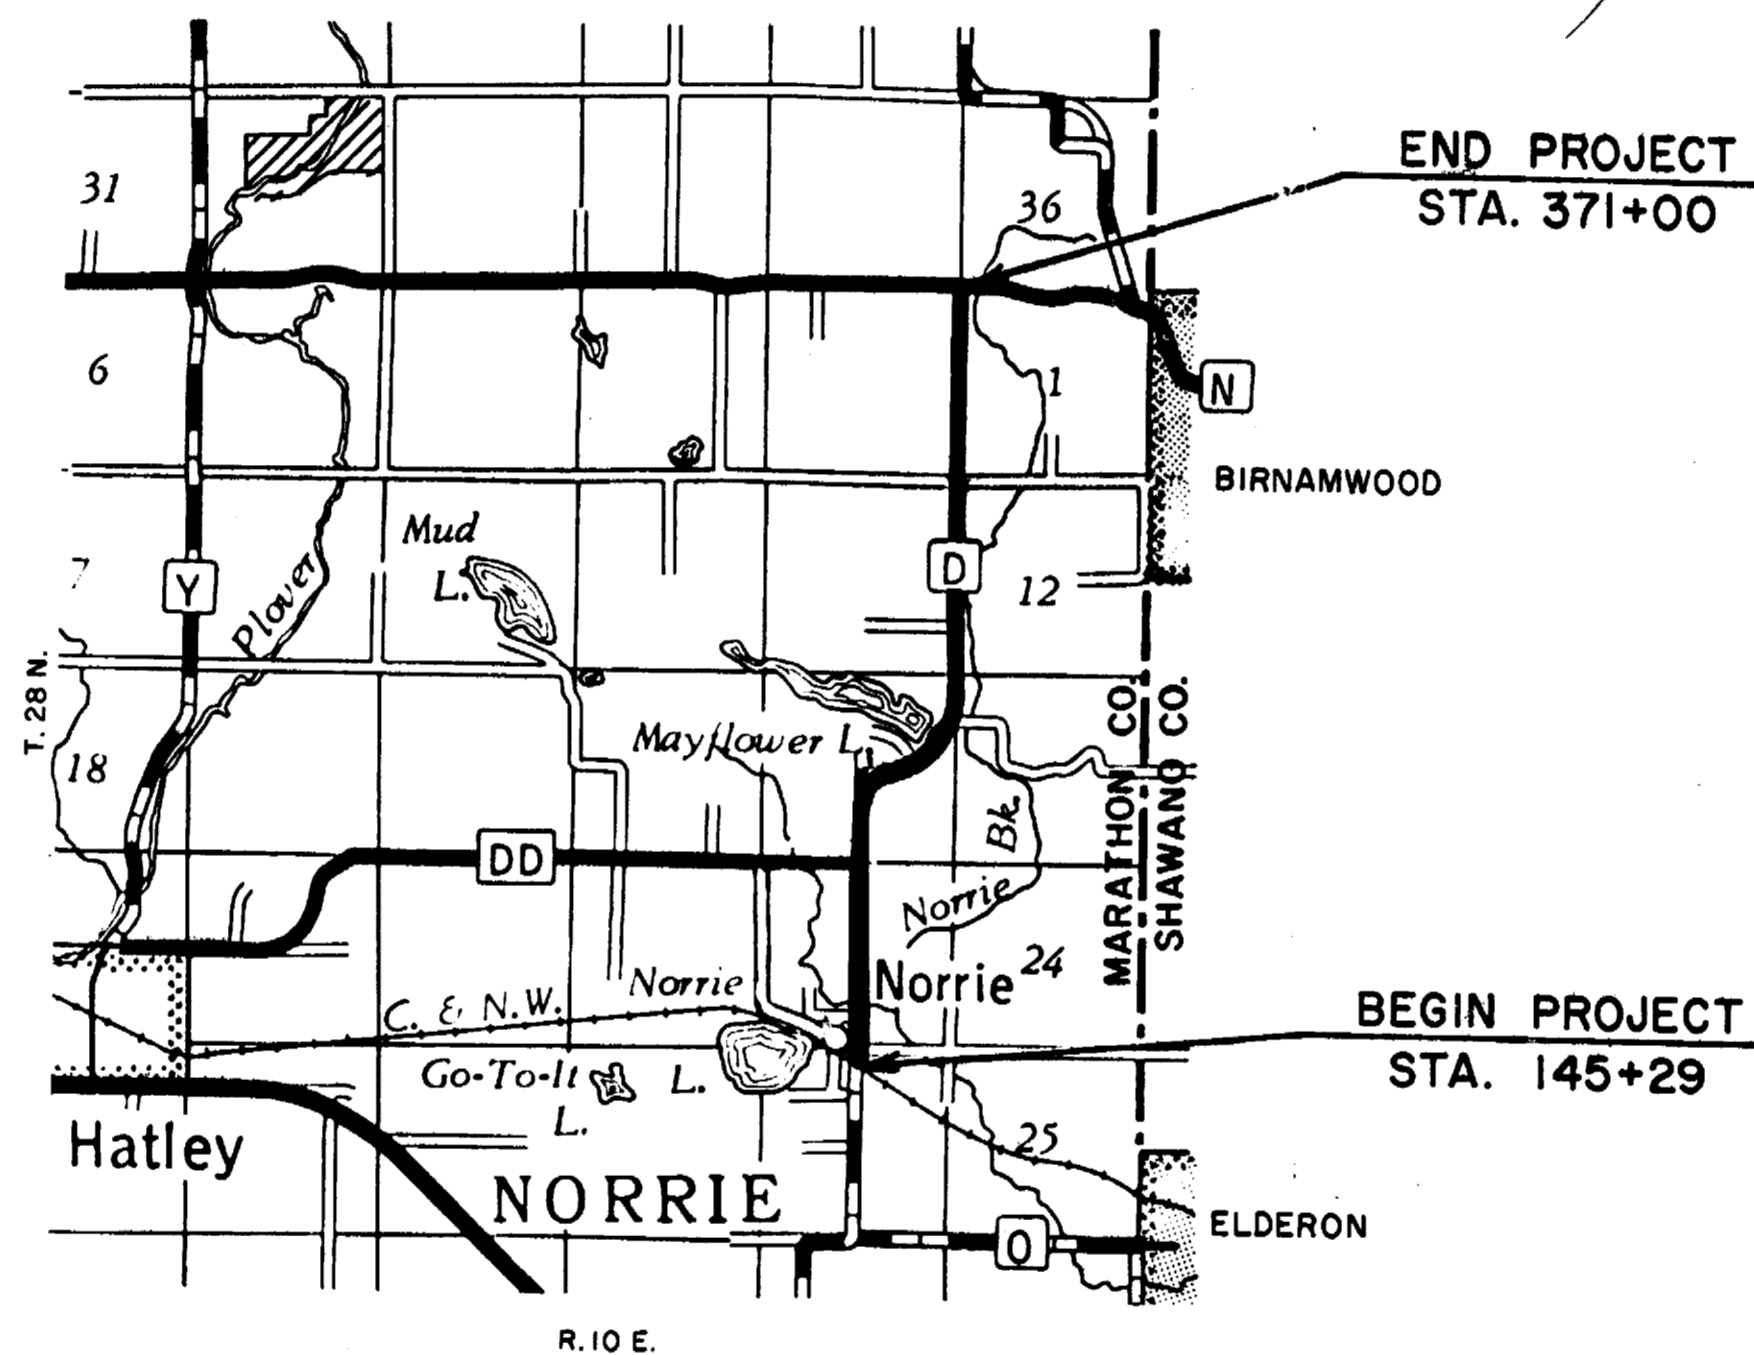 END PROJECT
STA. 371+00
31
36
6
1
N
BIRNAMWOOD
Mud
L.
7
Y
Plover
D
12
T. 28 N.
18
Mayflower L.
MARATHON CO.
SHAWANO CO.
DD
Bk.
Norrie
Norrie
24
Norrie
C. & N.W.
BEGIN PROJECT
STA. 145+29
Go-To-It
L.
L.
Hatley
25
NORRIE
O
ELDERON
R. 10 E.